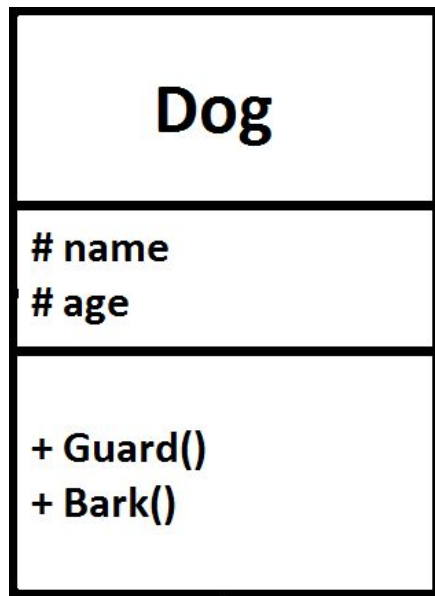 Dog
# name
# age
+ Guard()
+ Bark()